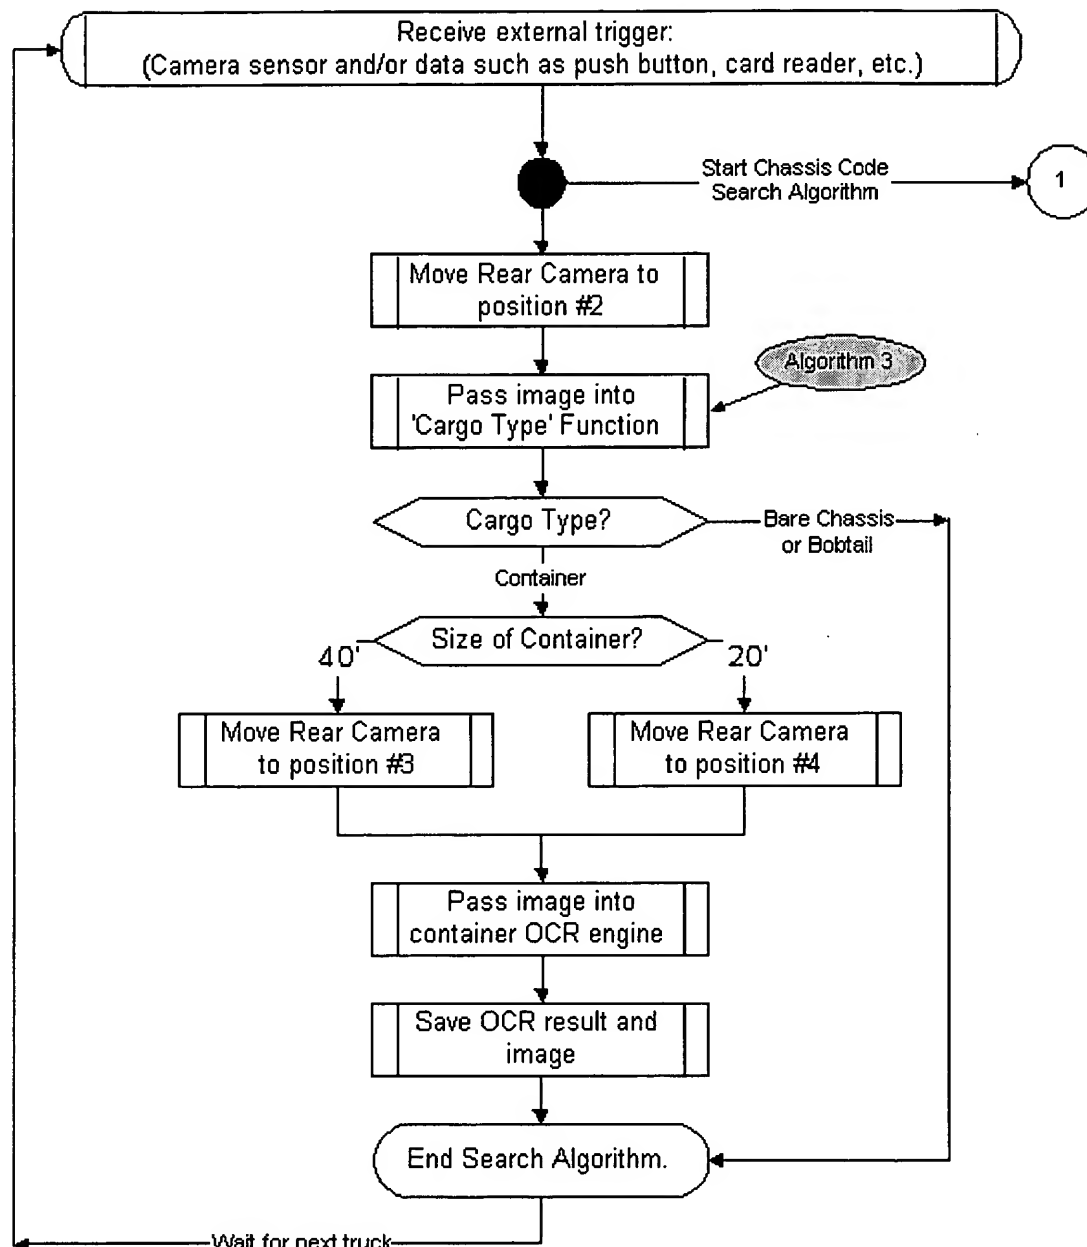 Receive external trigger:
(Camera sensor and/or data such as push button, card reader, etc.)
Start Chassis Code
Search Algorithm
1
Move Rear Camera to
position #2
Algorithm 3
Pass image into
'Cargo Type' Function
Cargo Type?
Bare Chassis
or Bobtail
Container
Size of Container?
40'
20'
Move Rear Camera
to position #3
Move Rear Camera
to position #4
Pass image into
container OCR engine
Save OCR result and
image
End Search Algorithm.
Wait for next truck